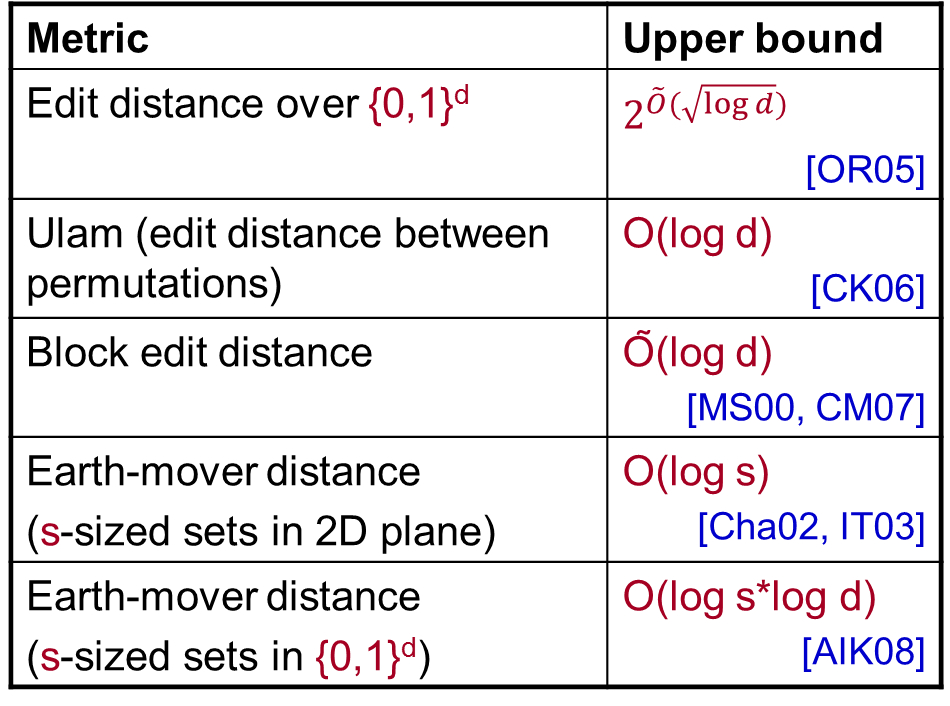 Metric Upper bound
Edit distance over {0,1}ᵈ 2^Õ(√log d)
[OR05]
Ulam (edit distance between O(log d)
permutations) [CK06]
Block edit distance Õ(log d)
[MS00, CM07]
Earth-mover distance O(log s)
(s-sized sets in 2D plane) [Cha02, IT03]
Earth-mover distance O(log s*log d)
(s-sized sets in {0,1}ᵈ) [AIK08]